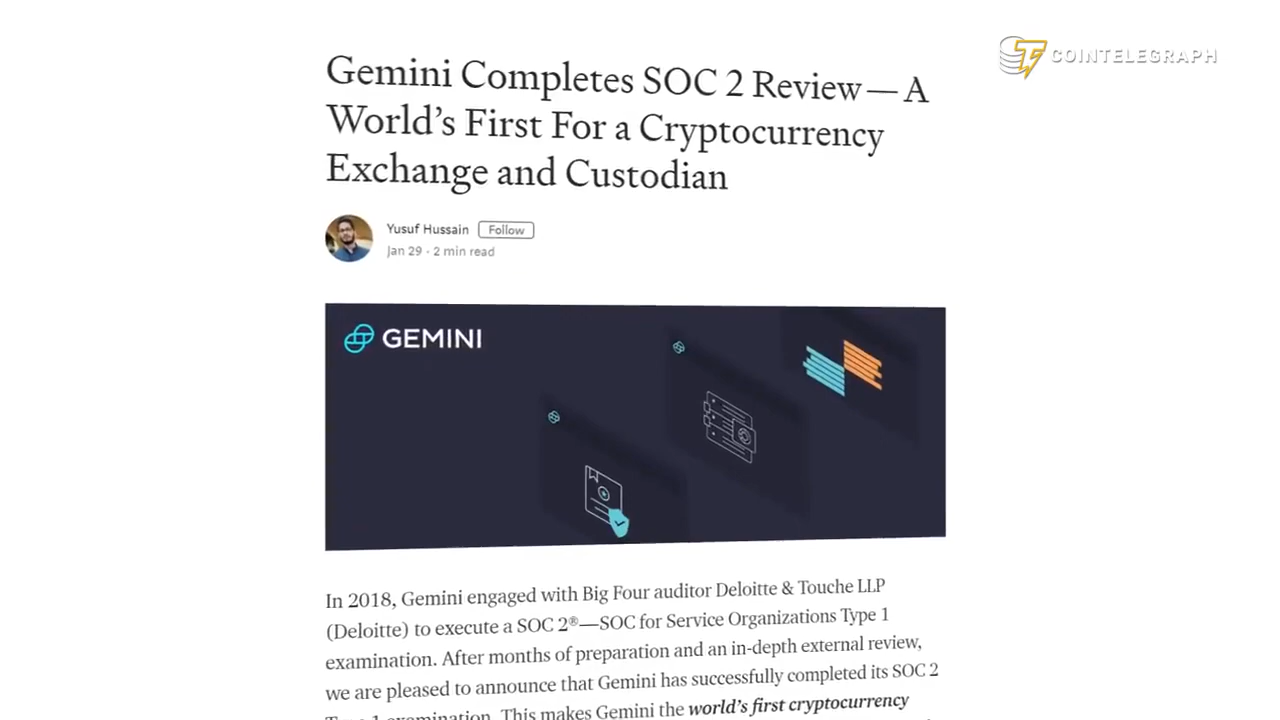 COINTELEGRAPH
Gemini Completes SOC 2 Review—A
World's First For a Cryptocurrency
Exchange and Custodian
Yusuf Hussain Follow
Jan 29 · 2 min read
GEMINI
In 2018, Gemini engaged with Big Four auditor Deloitte & Touche LLP
(Deloitte) to execute a SOC 2®—SOC for Service Organizations Type 1
examination. After months of preparation and an in-depth external review,
we are pleased to announce that Gemini has successfully completed its SOC 2
Type 1 examination. This makes Gemini the world's first cryptocurrency